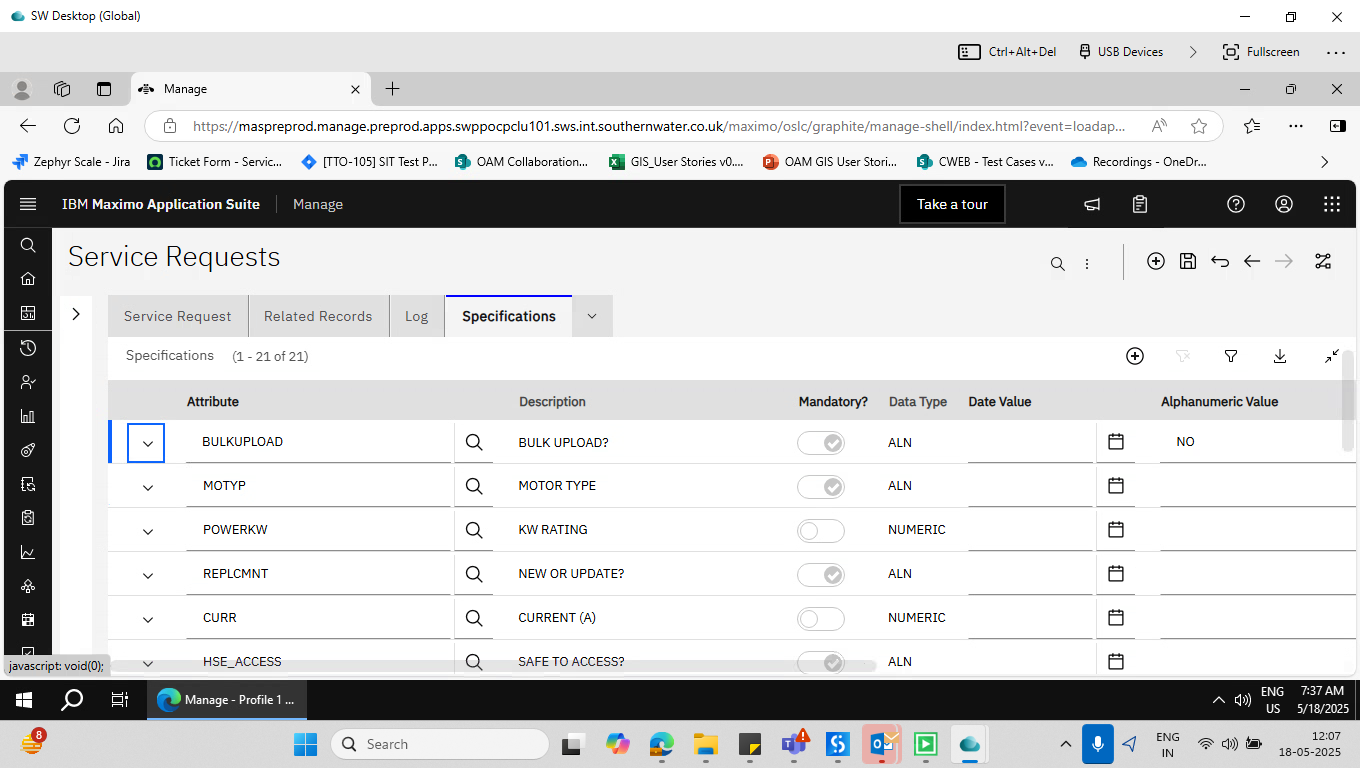 SW Desktop (Global)
Ctrl+Alt+Del USB Devices Fullscreen
Manage
https://maspreprod.manage.preprod.apps.swppocpclu101.sws.int.southernwater.co.uk/maximo/oslc/graphite/manage-shell/index.html?event=loadap...
Zephyr Scale - Jira Ticket Form - Servic... [TTO-105] SIT Test P... OAM Collaboration... GIS_User Stories v0.... OAM GIS User Stori... CWEB - Test Cases v... Recordings - OneDr...
IBM Maximo Application Suite Manage Take a tour
Service Requests
Service Request Related Records Log Specifications
Specifications (1 - 21 of 21)
Attribute Description Mandatory? Data Type Date Value Alphanumeric Value
BULKUPLOAD BULK UPLOAD? ALN NO
MOTYP MOTOR TYPE ALN
POWERKW KW RATING NUMERIC
REPLCMNT NEW OR UPDATE? ALN
CURR CURRENT (A) NUMERIC
HSE_ACCESS SAFE TO ACCESS? ALN
javascript: void(0);
Manage - Profile 1 ... ENG US 7:37 AM 5/18/2025
8 Search ENG IN 12:07 18-05-2025